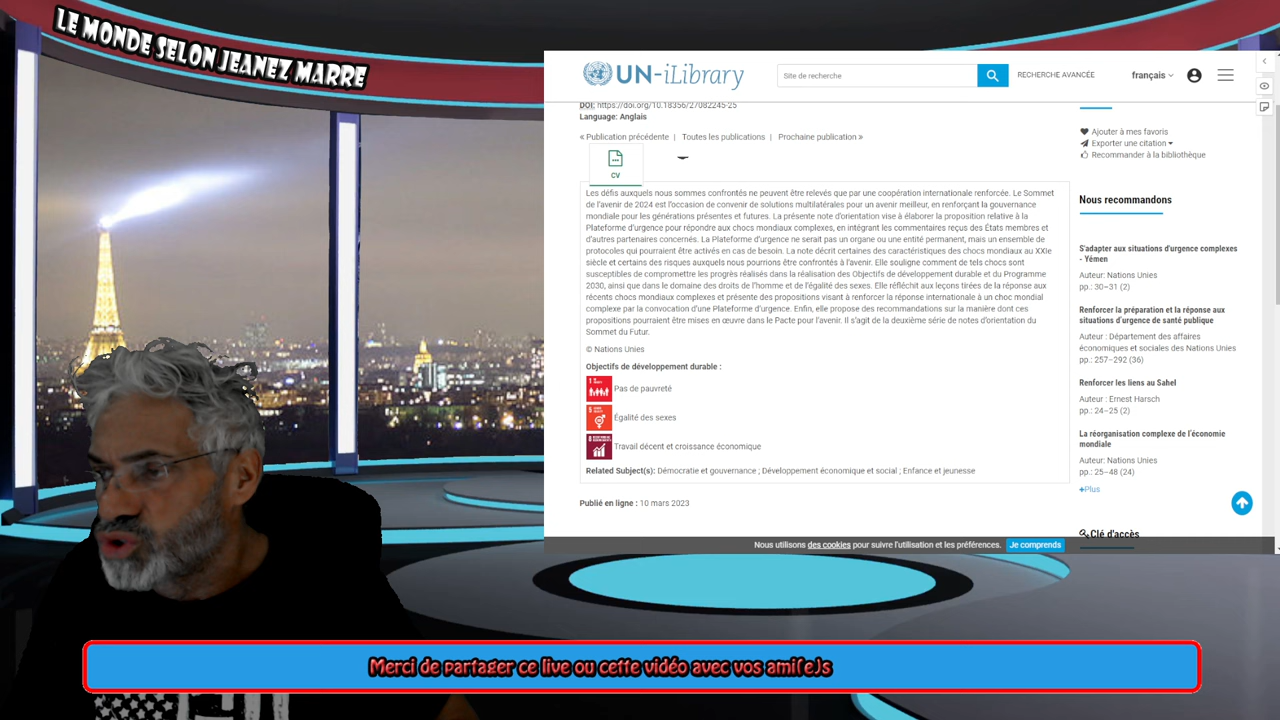 LE MONDE SELON JEANEZ MARRE
UN-iLibrary
Site de recherche
RECHERCHE AVANCÉE
français
DOI: https://doi.org/10.18356/27082245-25
Language: Anglais
« Publication précédente | Toutes les publications | Prochaine publication »
CV
Les défis auxquels nous sommes confrontés ne peuvent être relevés que par une coopération internationale renforcée. Le Sommet
de l'avenir de 2024 est l'occasion de convenir de solutions multilatérales pour un avenir meilleur, en renforçant la gouvernance
mondiale pour les générations présentes et futures. La présente note d'orientation vise à élaborer la proposition relative à la
Plateforme d'urgence pour répondre aux chocs mondiaux complexes, en intégrant les commentaires reçus des États membres et
d'autres partenaires concernés. La Plateforme d'urgence ne serait pas un organe ou une entité permanent, mais un ensemble de
protocoles qui pourraient être activés en cas de besoin. La note décrit certaines des caractéristiques des chocs mondiaux au XXIe
siècle et certains des risques auxquels nous pourrions être confrontés à l'avenir. Elle souligne comment de tels chocs sont
susceptibles de compromettre les progrès réalisés dans la réalisation des Objectifs de développement durable et du Programme
2030, ainsi que dans le domaine des droits de l'homme et de l'égalité des sexes. Elle réfléchit aux leçons tirées de la réponse aux
récents chocs mondiaux complexes et présente des propositions visant à renforcer la réponse internationale à un choc mondial
complexe par la convocation d'une Plateforme d'urgence. Enfin, elle propose des recommandations sur la manière dont ces
propositions pourraient être mises en œuvre dans le Pacte pour l'avenir. Il s'agit de la deuxième série de notes d'orientation du
Sommet du Futur.
© Nations Unies
Objectifs de développement durable :
Pas de pauvreté
Égalité des sexes
Travail décent et croissance économique
Related Subject(s): Démocratie et gouvernance ; Développement économique et social ; Enfance et jeunesse
Publié en ligne : 10 mars 2023
Ajouter à mes favoris
Exporter une citation
Recommander à la bibliothèque
Nous recommandons
S'adapter aux situations d'urgence complexes
- Yémen
Auteur: Nations Unies
pp.: 30–31 (2)
Renforcer la préparation et la réponse aux
situations d'urgence de santé publique
Auteur : Département des affaires
économiques et sociales des Nations Unies
pp.: 257–292 (36)
Renforcer les liens au Sahel
Auteur : Ernest Harsch
pp.: 24–25 (2)
La réorganisation complexe de l'économie
mondiale
Auteur: Nations Unies
pp.: 25–48 (24)
+Plus
Clé d'accès
Nous utilisons des cookies pour suivre l'utilisation et les préférences. Je comprends
Merci de partager ce live ou cette vidéo avec vos ami(e)s